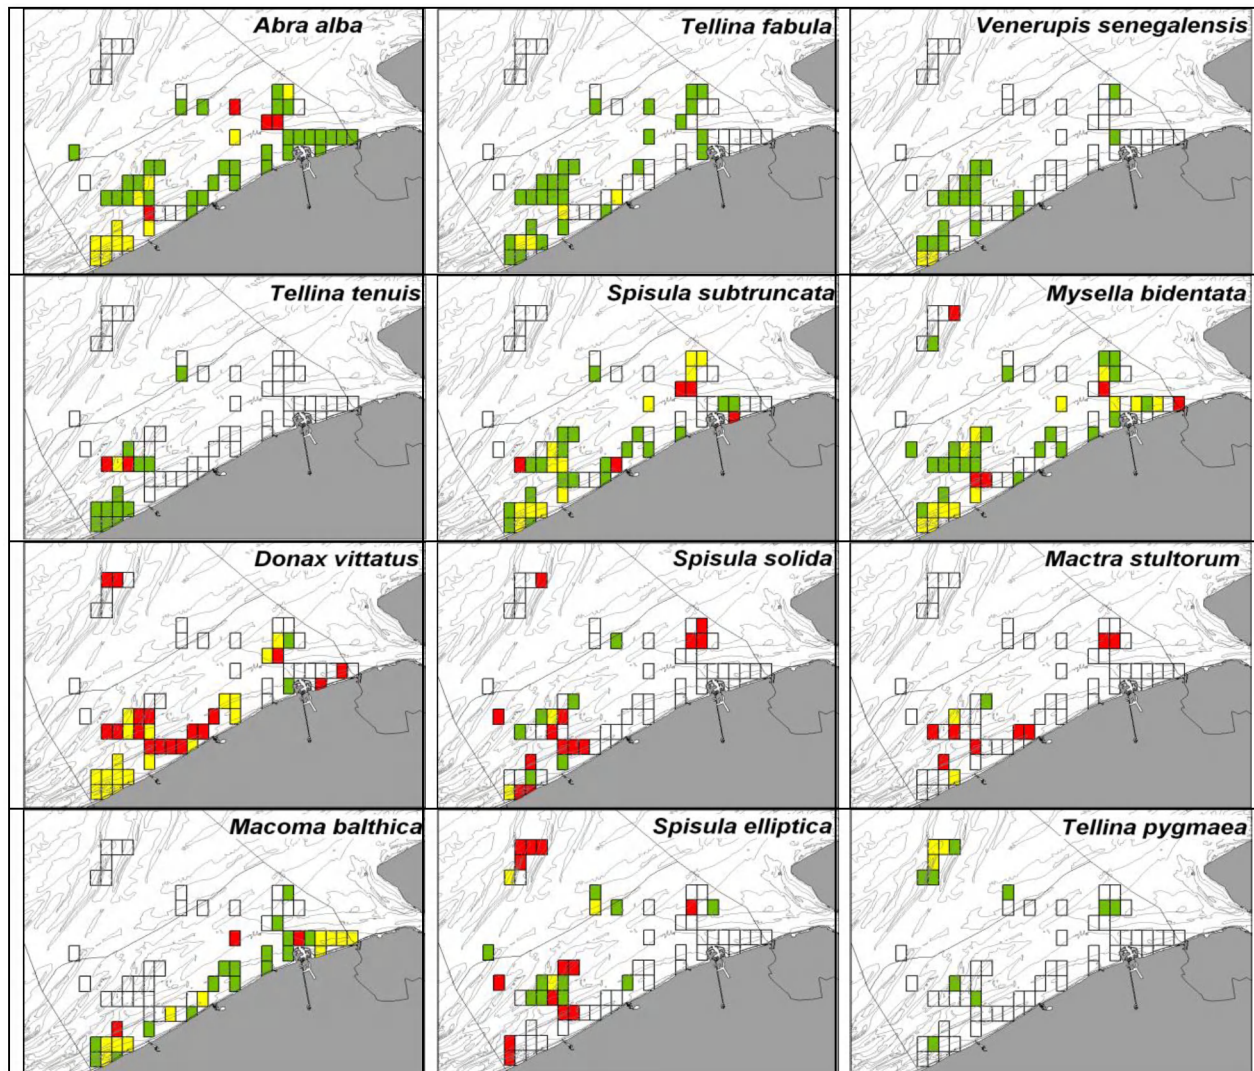 Abra alba
Tellina fabula
Venerupis senegalensis
Tellina tenuis
Spisula subtruncata
Mysella bidentata
Donax vittatus
Spisula solida
Mactra stultorum
Macoma balthica
Spisula elliptica
Tellina pygmaea